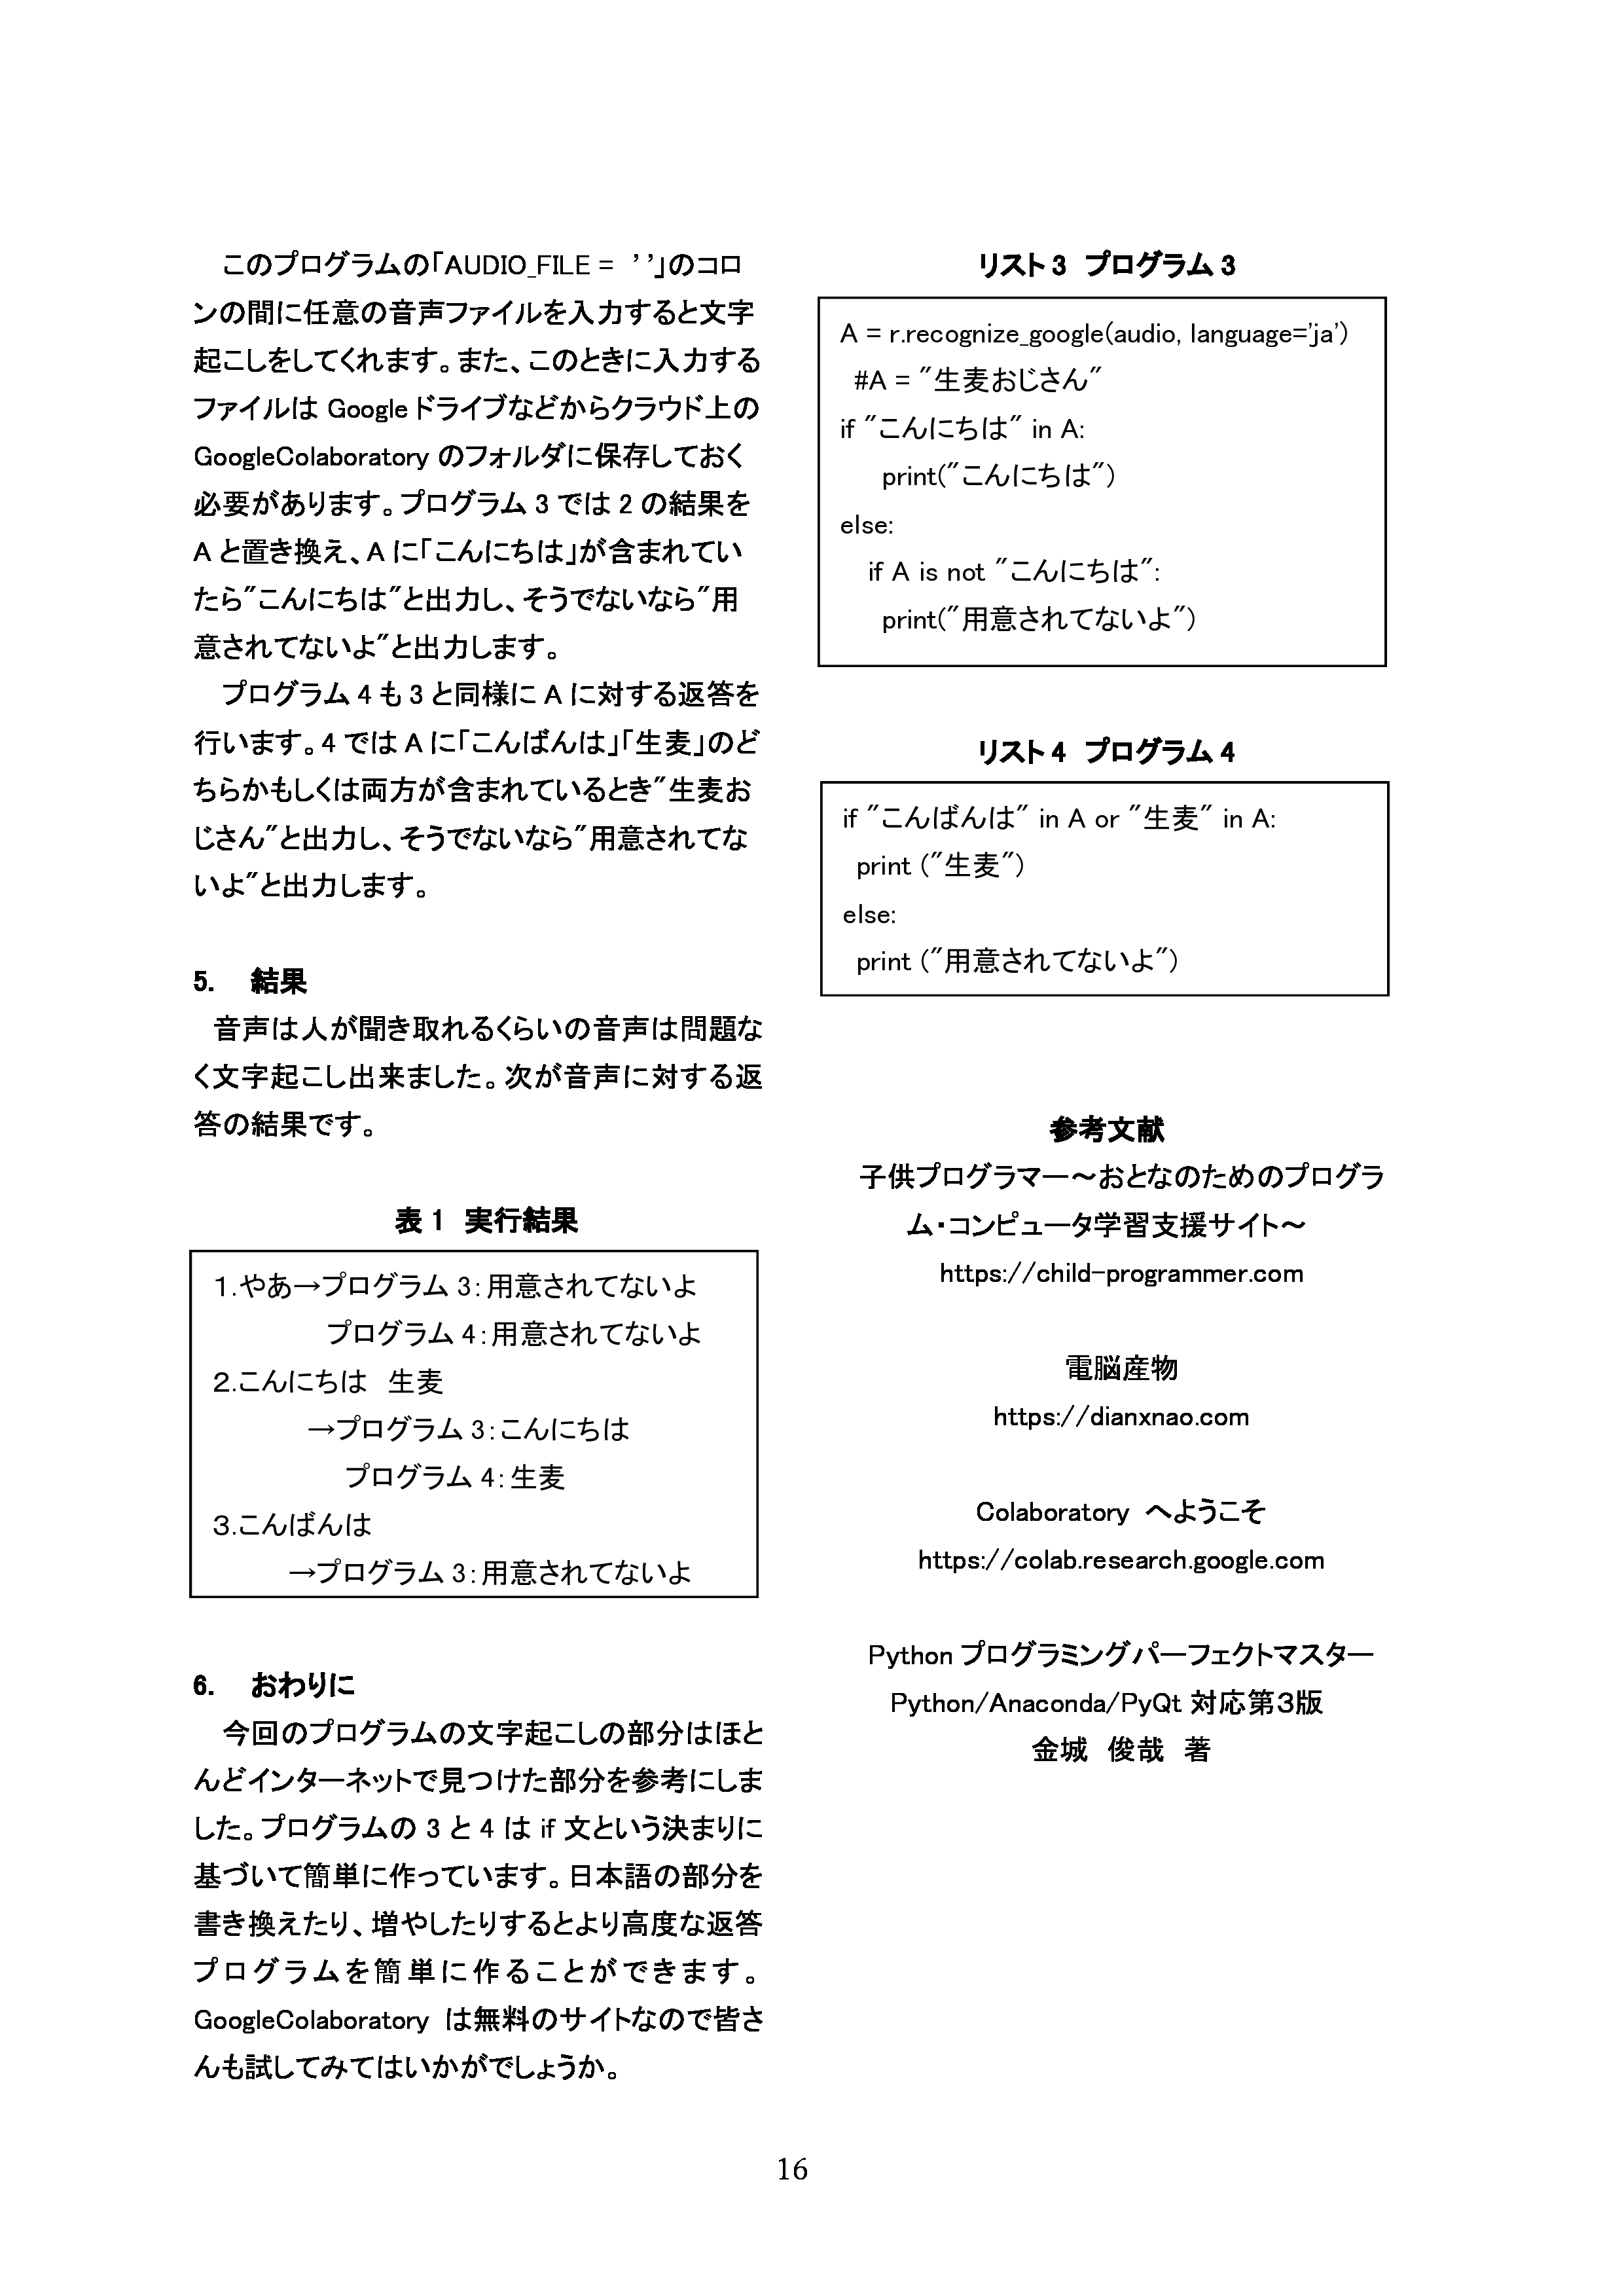 このプログラムの「AUDIO_FILE = ’’」のコロ
ンの間に任意の音声ファイルを入力すると文字
起こしをしてくれます。また、このときに入力する
ファイルは Google ドライブなどからクラウド上の
GoogleColaboratory のフォルダに保存しておく
必要があります。プログラム 3 では 2 の結果を
A と置き換え、A に「こんにちは」が含まれてい
たら”こんにちは”と出力し、そうでないなら”用
意されてないよ”と出力します。
プログラム 4 も 3 と同様に A に対する返答を
行います。4 では A に「こんばんは」「生麦」のど
ちらかもしくは両方が含まれているとき”生麦お
じさん”と出力し、そうでないなら”用意されてな
いよ”と出力します。
5. 結果
音声は人が聞き取れるくらいの音声は問題な
く文字起こし出来ました。次が音声に対する返
答の結果です。
表 1 実行結果
1.やあ→プログラム 3:用意されてないよ
プログラム 4:用意されてないよ
2.こんにちは 生麦
→プログラム 3:こんにちは
プログラム 4:生麦
3.こんばんは
→プログラム 3:用意されてないよ
6. おわりに
今回のプログラムの文字起こしの部分はほと
んどインターネットで見つけた部分を参考にしま
した。プログラムの 3 と 4 は if 文という決まりに
基づいて簡単に作っています。日本語の部分を
書き換えたり、増やしたりするとより高度な返答
プログラムを簡単に作ることができます。
GoogleColaboratory は無料のサイトなので皆さ
んも試してみてはいかがでしょうか。
リスト 3 プログラム 3
A = r.recognize_google(audio, language='ja')
#A = ”生麦おじさん”
if ”こんにちは” in A:
print(”こんにちは”)
else:
if A is not ”こんにちは”:
print(”用意されてないよ”)
リスト 4 プログラム 4
if ”こんばんは” in A or ”生麦” in A:
print (”生麦”)
else:
print (”用意されてないよ”)
参考文献
子供プログラマー～おとなのためのプログラ
ム・コンピュータ学習支援サイト～
https://child-programmer.com
電脳産物
https://dianxnao.com
Colaboratory へようこそ
https://colab.research.google.com
Python プログラミングパーフェクトマスター
Python/Anaconda/PyQt 対応第3版
金城 俊哉 著
16